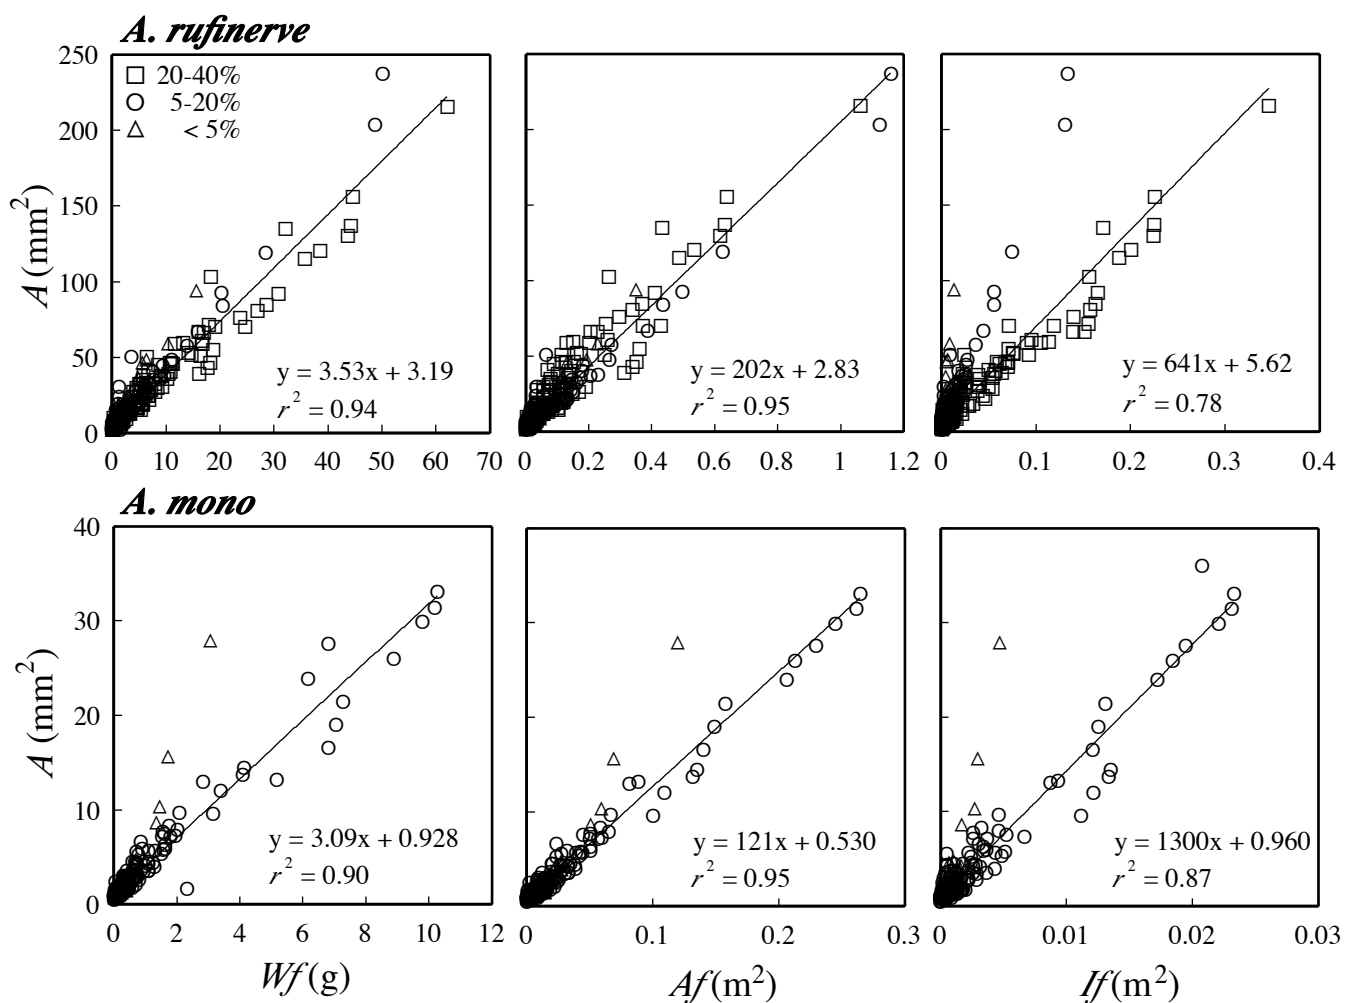 A. rufinerve
250
200
150
100
50
0
A (mm²)
20-40%
5-20%
< 5%
y = 3.53x + 3.19
r² = 0.94
y = 202x + 2.83
r² = 0.95
y = 641x + 5.62
r² = 0.78
0 10 20 30 40 50 60 70
0 0.2 0.4 0.6 0.8 1 1.2
0 0.1 0.2 0.3 0.4
A. mono
40
30
20
10
0
A (mm²)
y = 3.09x + 0.928
r² = 0.90
y = 121x + 0.530
r² = 0.95
y = 1300x + 0.960
r² = 0.87
0 2 4 6 8 10 12
0 0.1 0.2 0.3
0 0.01 0.02 0.03
Wf (g)
Af (m²)
If (m²)